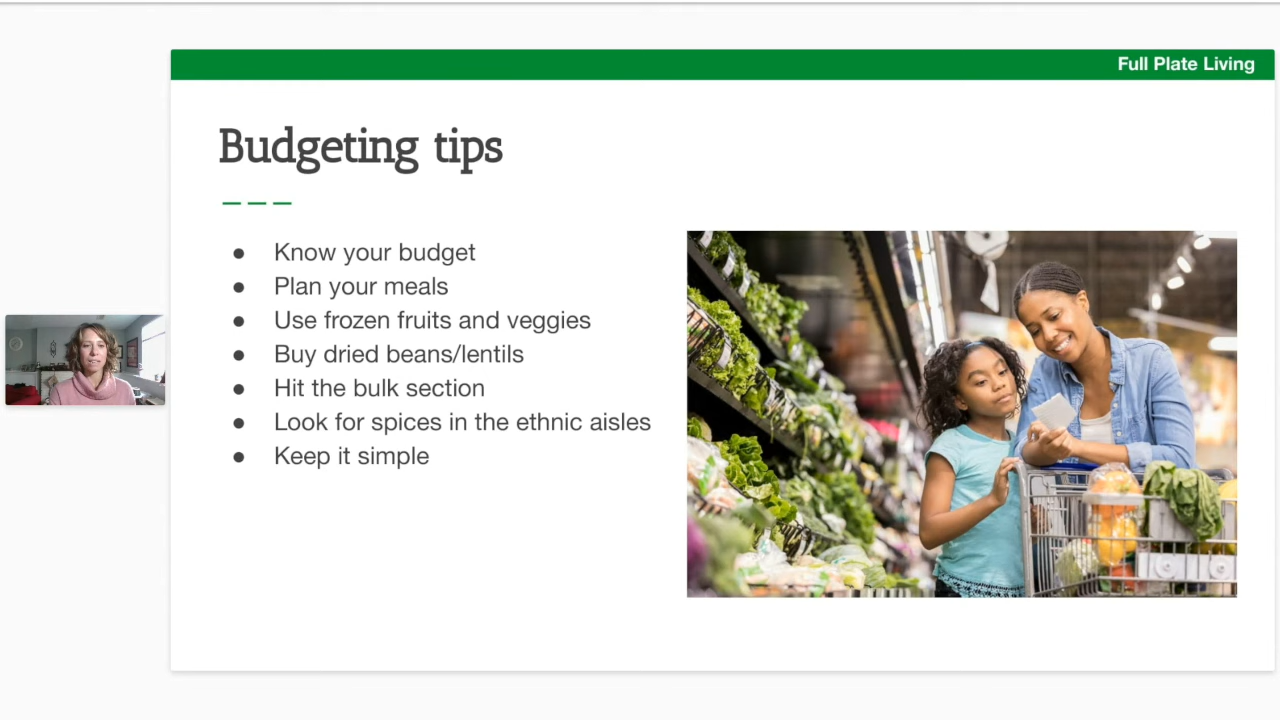 Full Plate Living
Budgeting tips
● Know your budget
● Plan your meals
● Use frozen fruits and veggies
● Buy dried beans/lentils
● Hit the bulk section
● Look for spices in the ethnic aisles
● Keep it simple